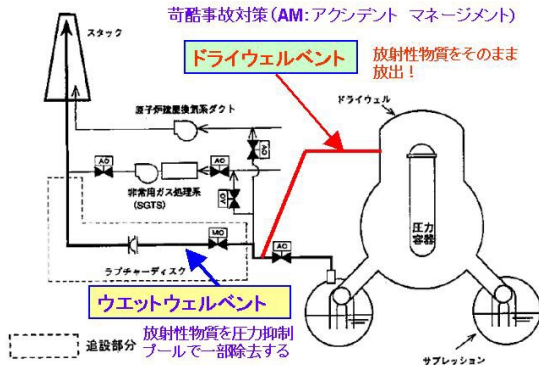 苛酷事故対策(AM:アクシデント マネージメント)
スタック
ドライウェルベント
放射性物質をそのまま
放出!
ドライウェル
原子炉建屋換気系ダクト
AO
AO
AO
非常用ガス処理系
(SGTS)
AO
圧力
容器
MO
AO
ラプチャーディスク
ウエットウェルベント
放射性物質を圧力抑制
プールで一部除去する
追設部分
サプレッション